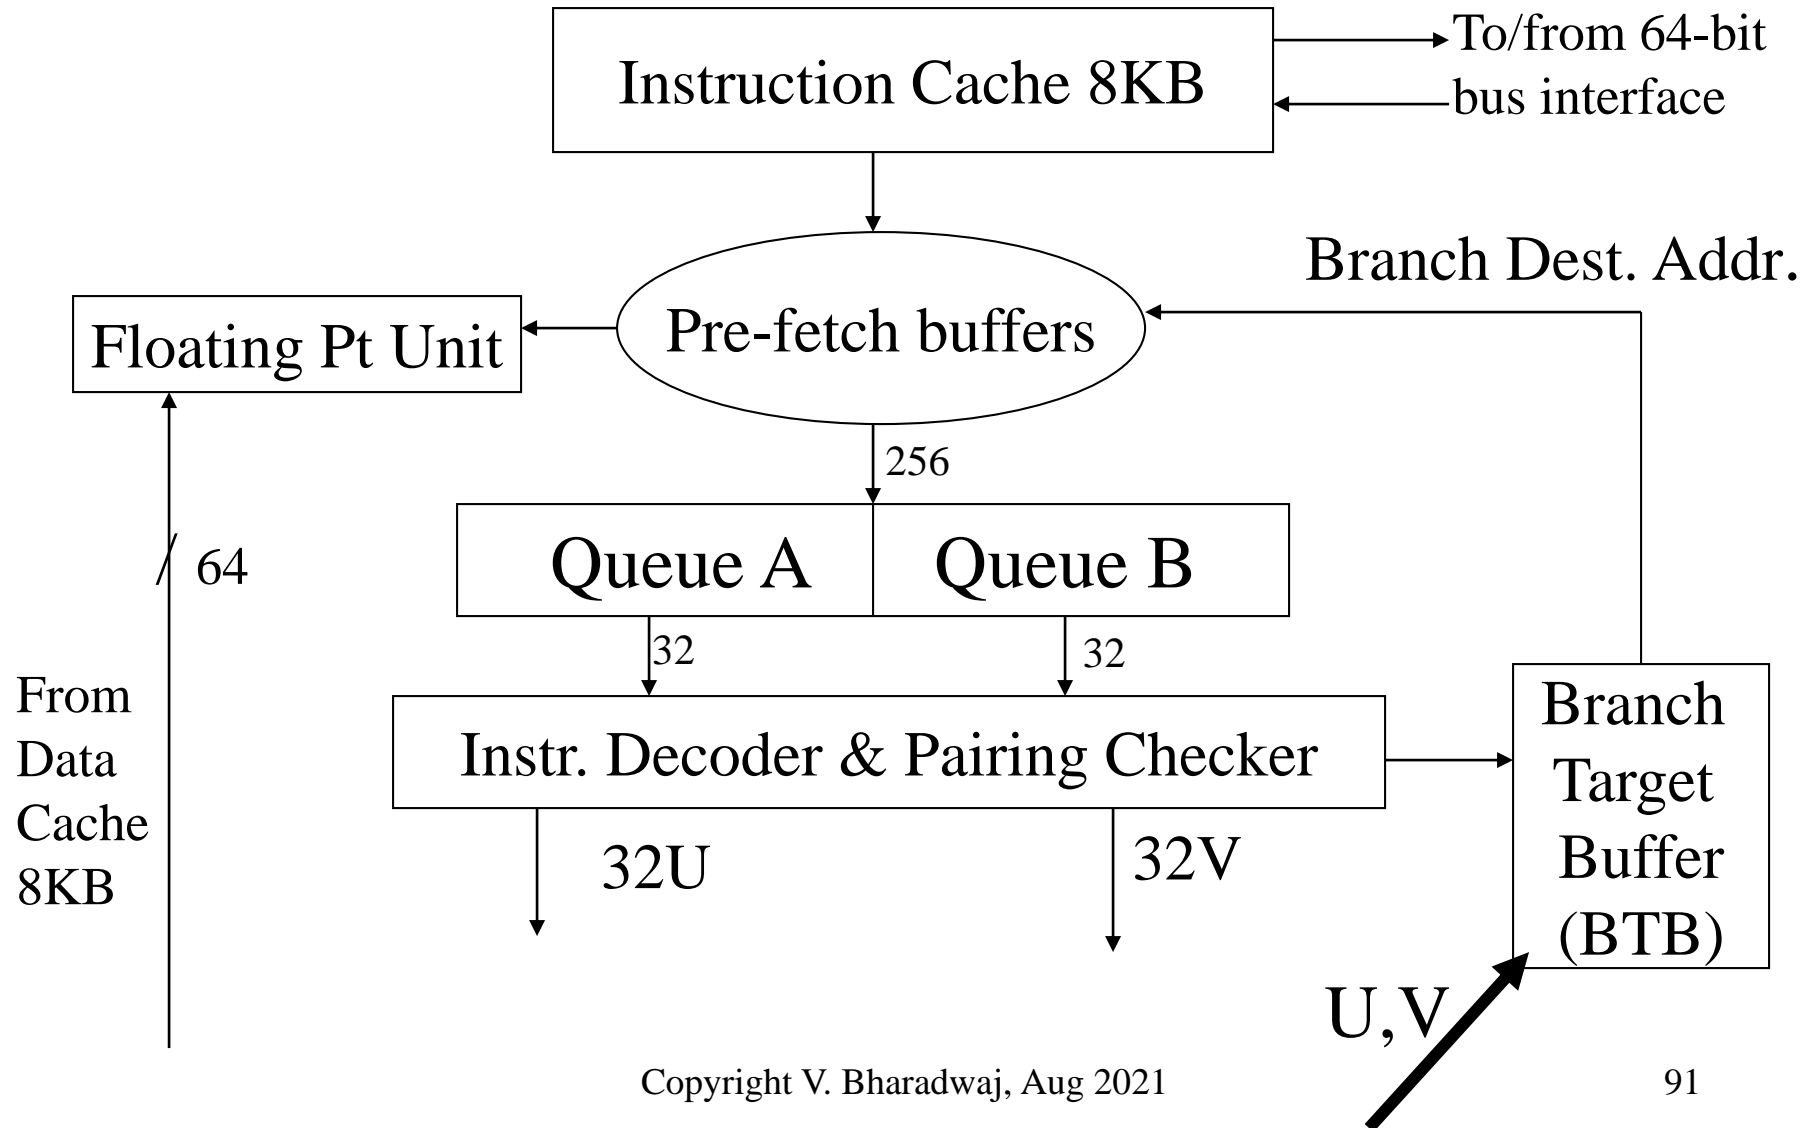 Instruction Cache 8KB
To/from 64-bit
bus interface
Branch Dest. Addr.
Pre-fetch buffers
Floating Pt Unit
256
Queue A
Queue B
64
32
32
From
Data
Cache
8KB
Instr. Decoder & Pairing Checker
Branch
Target
Buffer
(BTB)
32U
32V
U,V
Copyright V. Bharadwaj, Aug 2021
91